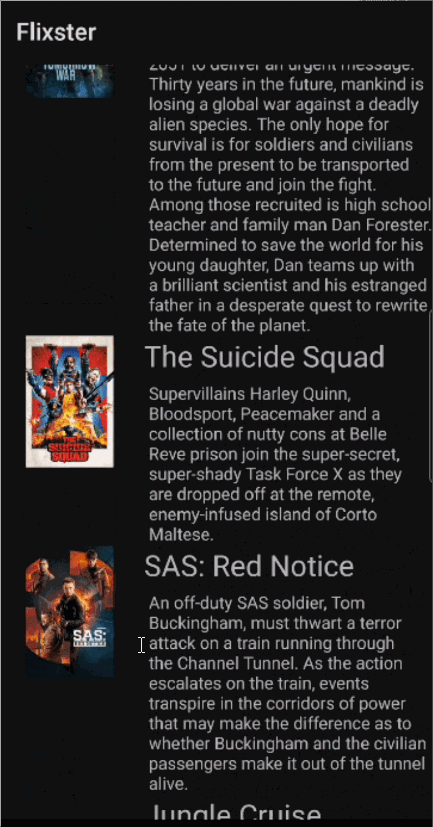 Flixster
TOMORROW
WAR
2051 to deliver an urgent message.
Thirty years in the future, mankind is
losing a global war against a deadly
alien species. The only hope for
survival is for soldiers and civilians
from the present to be transported
to the future and join the fight.
Among those recruited is high school
teacher and family man Dan Forester.
Determined to save the world for his
young daughter, Dan teams up with
a brilliant scientist and his estranged
father in a desperate quest to rewrite
the fate of the planet.
The Suicide Squad
THE
SUICIDE
SQUAD
Supervillains Harley Quinn,
Bloodsport, Peacemaker and a
collection of nutty cons at Belle
Reve prison join the super-secret,
super-shady Task Force X as they
are dropped off at the remote,
enemy-infused island of Corto
Maltese.
SAS: Red Notice
SAS:
An off-duty SAS soldier, Tom
Buckingham, must thwart a terror
attack on a train running through
the Channel Tunnel. As the action
escalates on the train, events
transpire in the corridors of power
that may make the difference as to
whether Buckingham and the civilian
passengers make it out of the tunnel
alive.
Jungle Cruise